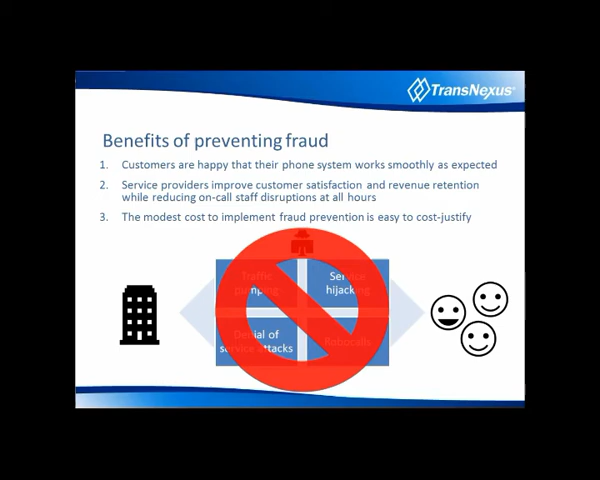 TransNexus
Benefits of preventing fraud
1. Customers are happy that their phone system works smoothly as expected
2. Service providers improve customer satisfaction and revenue retention
while reducing on-call staff disruptions at all hours
3. The modest cost to implement fraud prevention is easy to cost-justify
Traffic
pumping
Service
hijacking
Denial of
service attacks
Robocalls